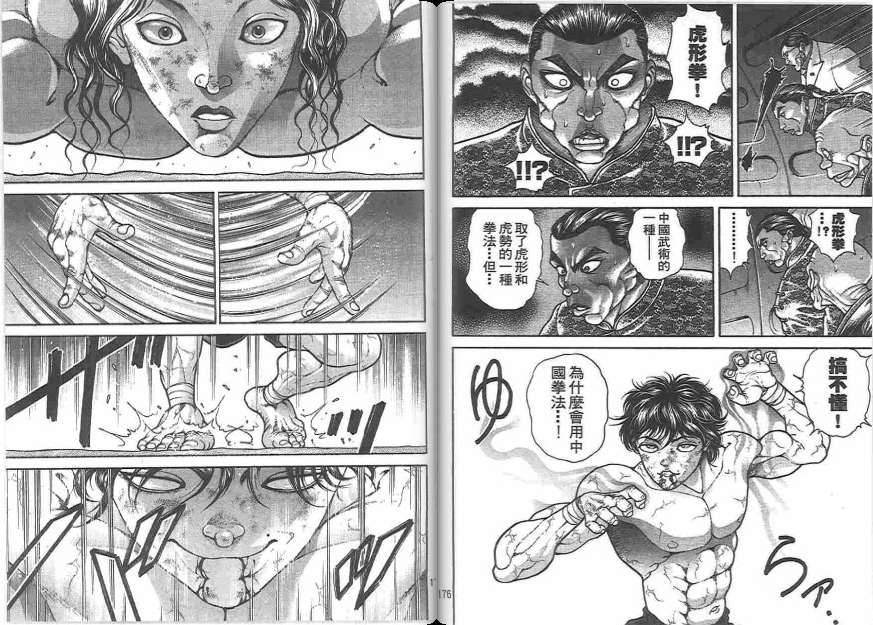 虎形拳
…!?
………!
虎形拳!
!!?
!!?
中國武術的
一種──
取了虎形和
虎勢的一種
拳法…但…
搞不懂!
為什麼會用中
國拳法…!
ゆ
らァ…
176